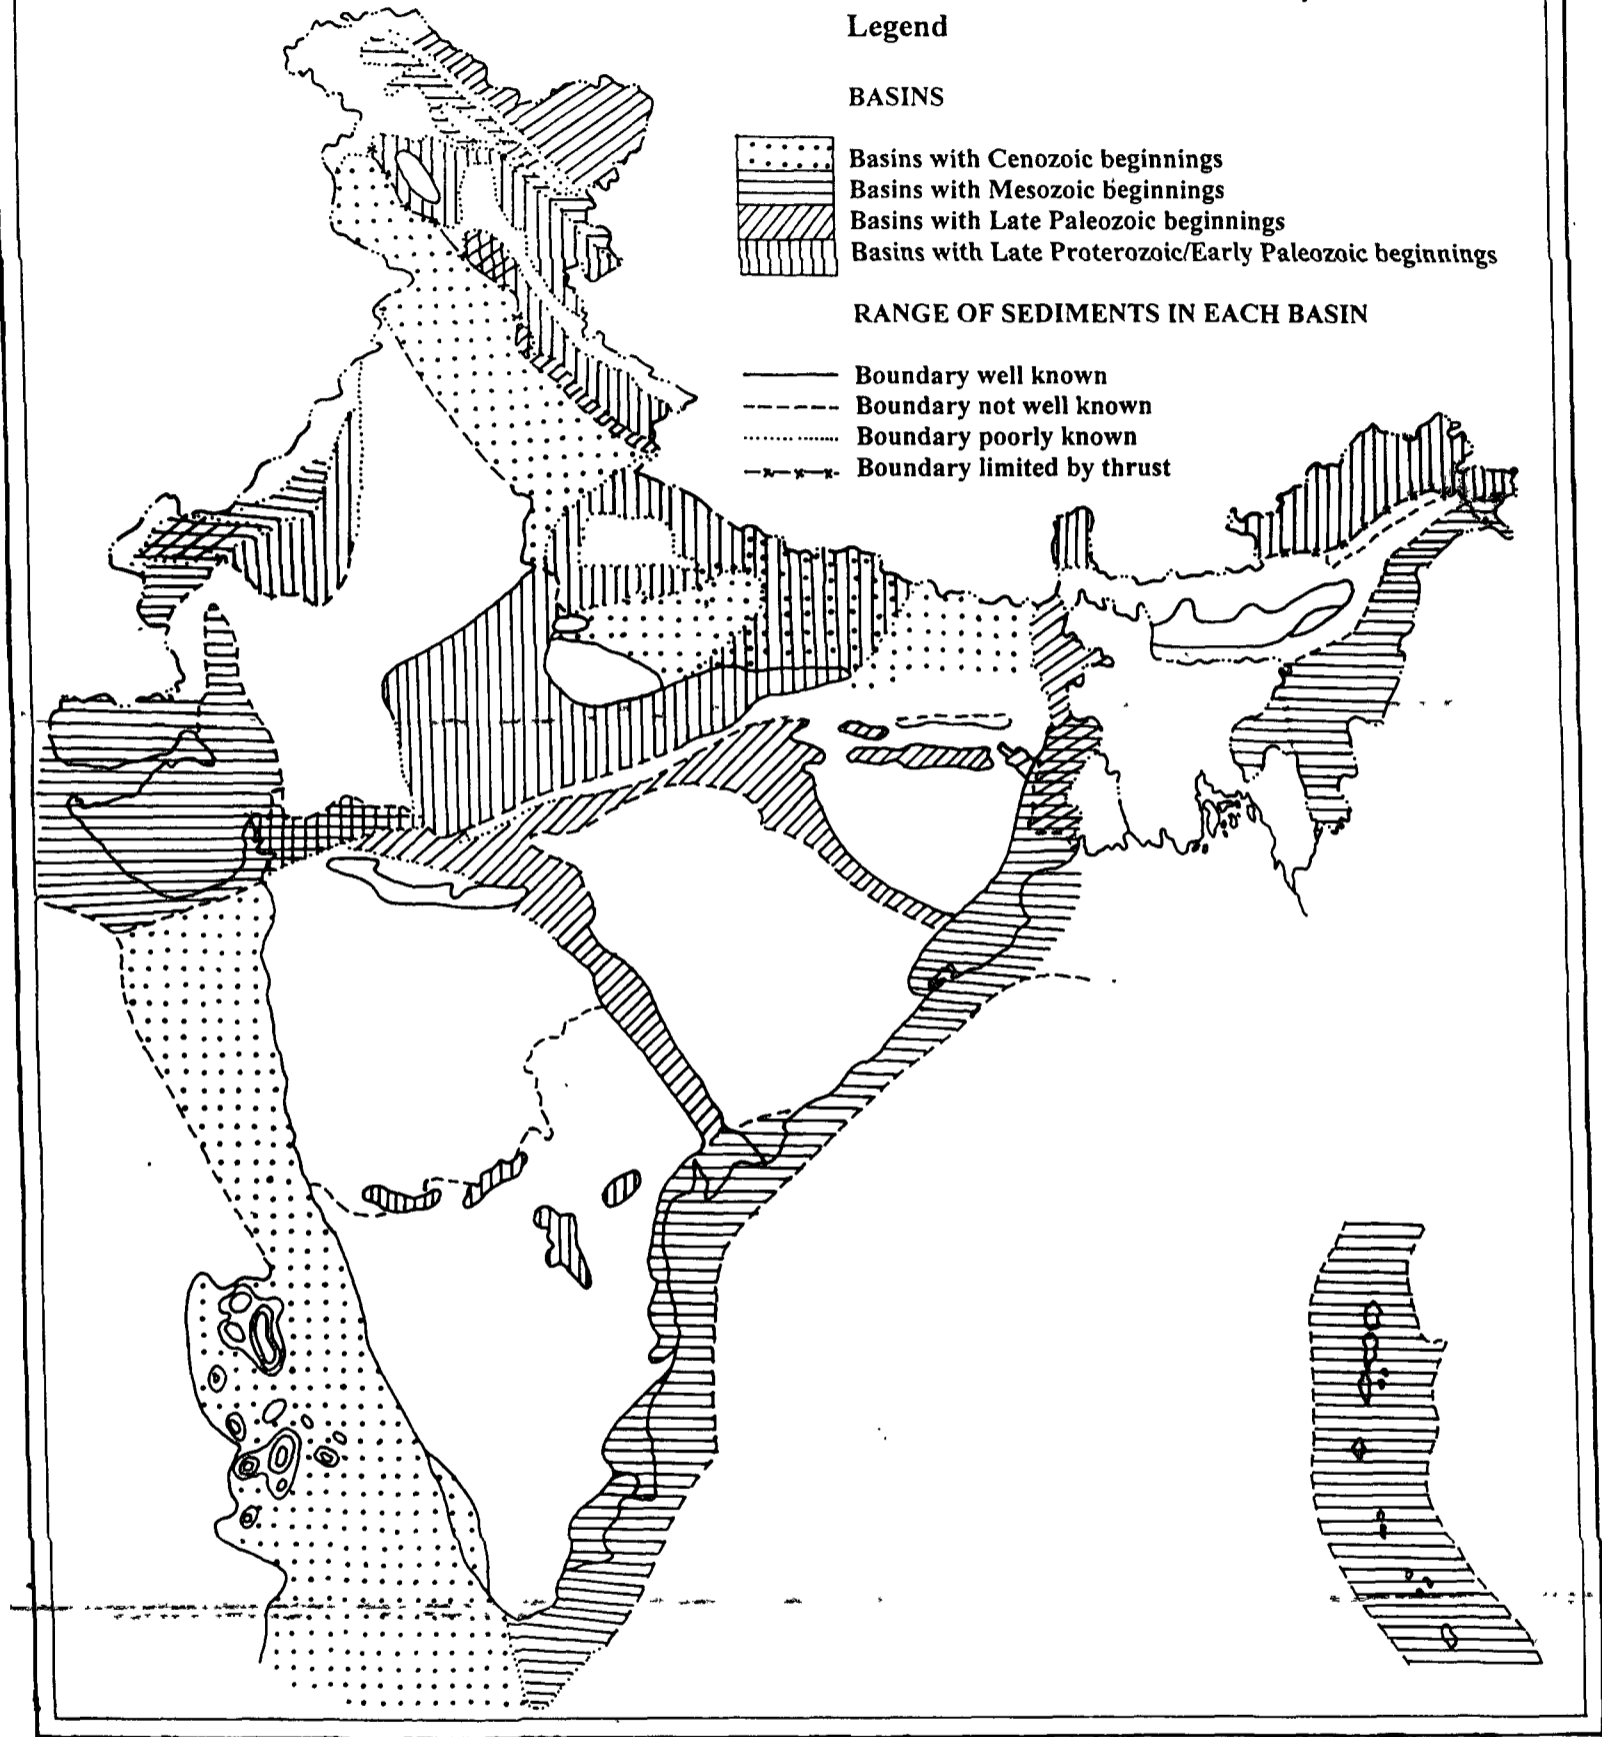 Legend
BASINS
Basins with Cenozoic beginnings
Basins with Mesozoic beginnings
Basins with Late Paleozoic beginnings
Basins with Late Proterozoic/Early Paleozoic beginnings
RANGE OF SEDIMENTS IN EACH BASIN
Boundary well known
Boundary not well known
Boundary poorly known
Boundary limited by thrust